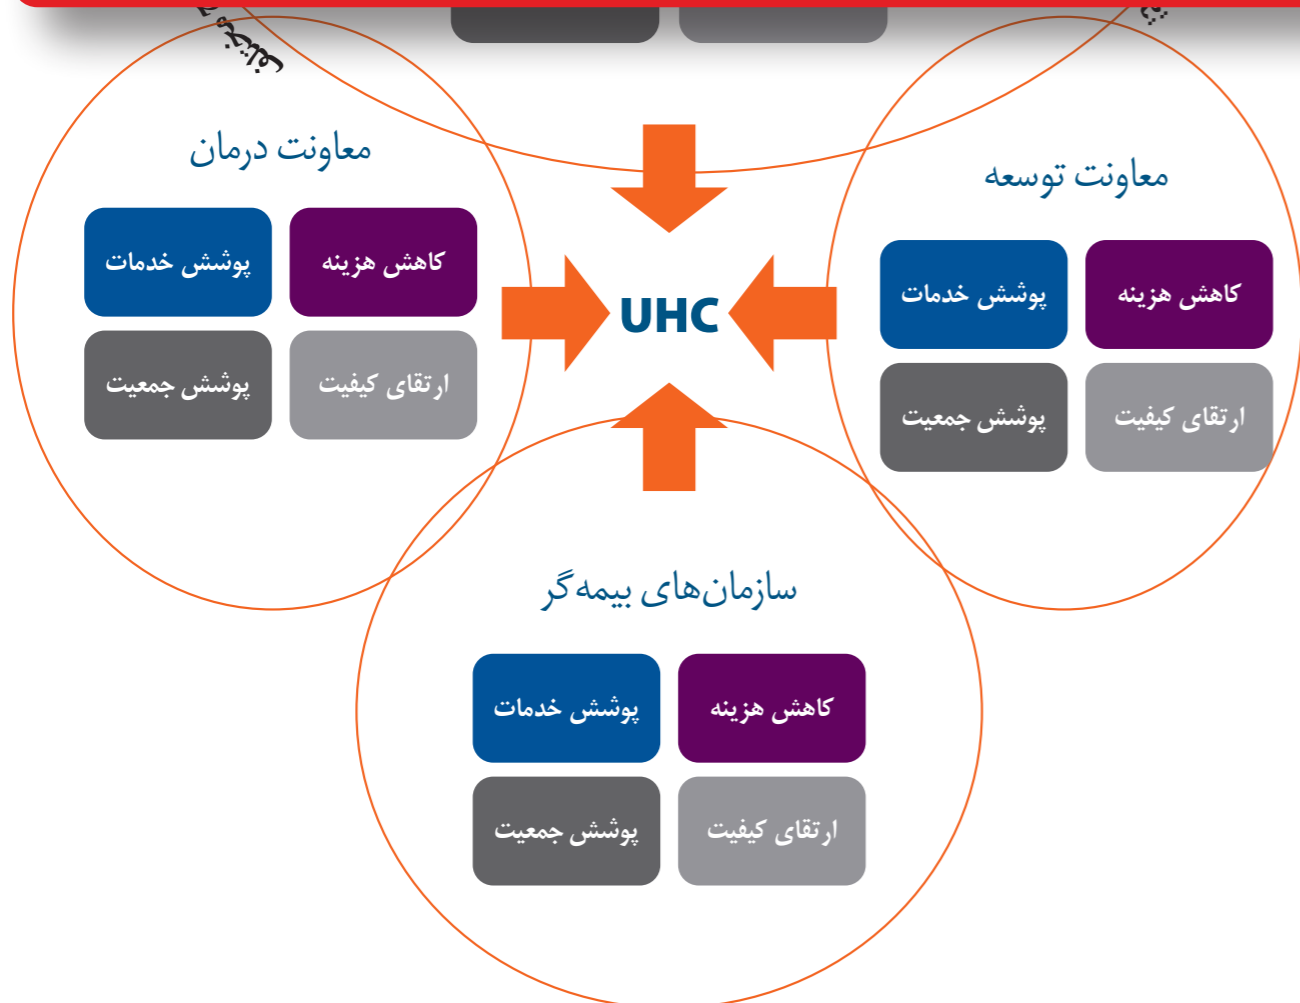 معاونت درمان
کاهش هزینه
پوشش خدمات
ارتقای کیفیت
پوشش جمعیت
معاونت توسعه
کاهش هزینه
پوشش خدمات
ارتقای کیفیت
پوشش جمعیت
UHC
سازمان‌های بیمه‌گر
کاهش هزینه
پوشش خدمات
ارتقای کیفیت
پوشش جمعیت